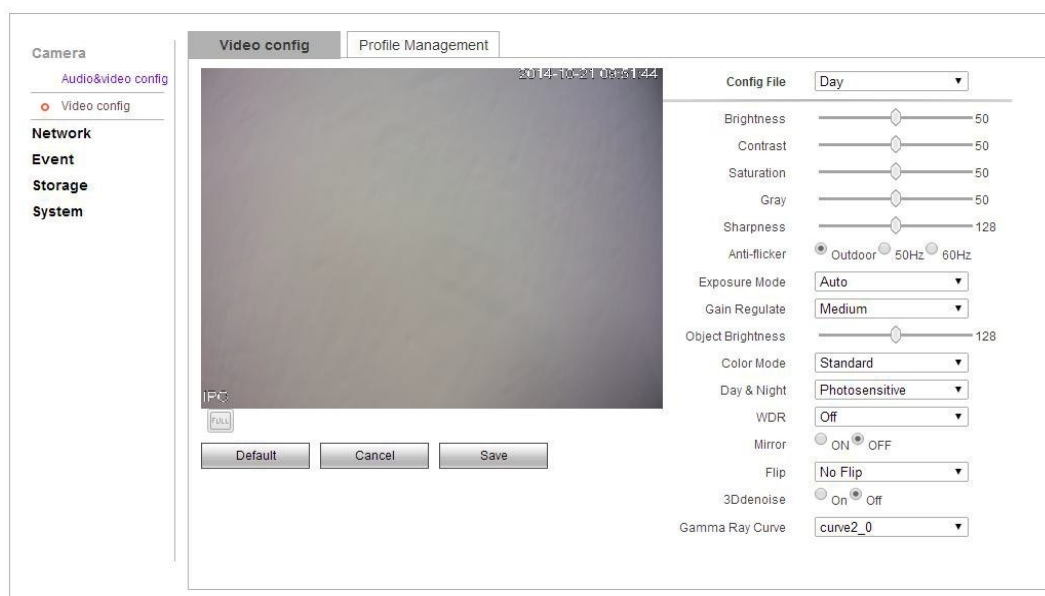 Camera
Audio&video config
Video config
Network
Event
Storage
System
Video config
Profile Management
2014-10-21 09:51:44
IPC
FULL
Default
Cancel
Save
Config File Day
Brightness 50
Contrast 50
Saturation 50
Gray 50
Sharpness 128
Anti-flicker Outdoor 50Hz 60Hz
Exposure Mode Auto
Gain Regulate Medium
Object Brightness 128
Color Mode Standard
Day & Night Photosensitive
WDR Off
Mirror ON OFF
Flip No Flip
3Ddenoise On Off
Gamma Ray Curve curve2_0